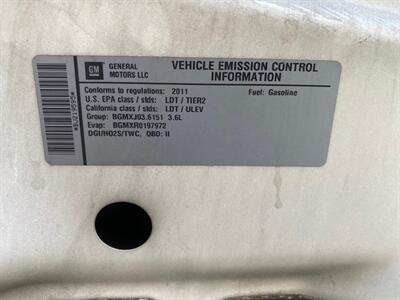 GM
GENERAL MOTORS LLC
VEHICLE EMISSION CONTROL INFORMATION
Conforms to regulations: 2011
Fuel: Gasoline
U.S. EPA class / stds: LDT / TIER2
California class / stds: LDT / ULEV
Group: BGMXJ03.6151 3.6L
Evap: BGMXR0197972
DGI/HO2S/TWC, OBD: II